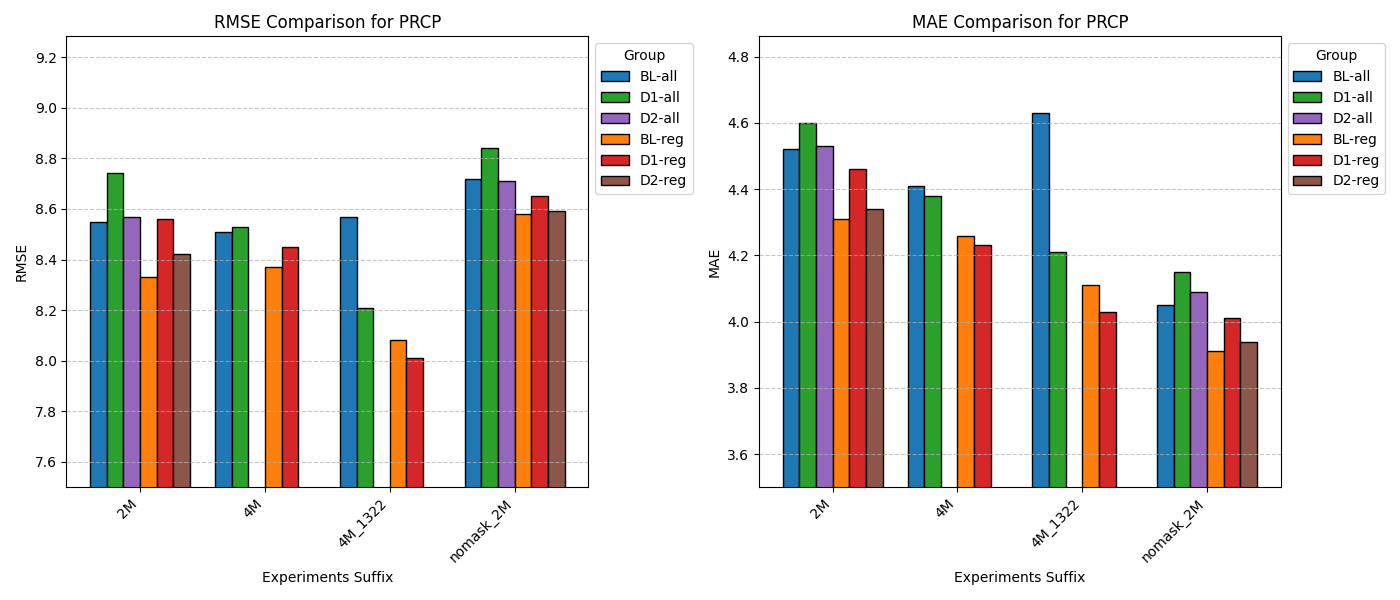 RMSE Comparison for PRCP
RMSE
9.2
9.0
8.8
8.6
8.4
8.2
8.0
7.8
7.6
2M
4M
4M_1322
nomask_2M
Experiments Suffix
Group
BL-all
D1-all
D2-all
BL-reg
D1-reg
D2-reg
MAE Comparison for PRCP
MAE
4.8
4.6
4.4
4.2
4.0
3.8
3.6
2M
4M
4M_1322
nomask_2M
Experiments Suffix
Group
BL-all
D1-all
D2-all
BL-reg
D1-reg
D2-reg